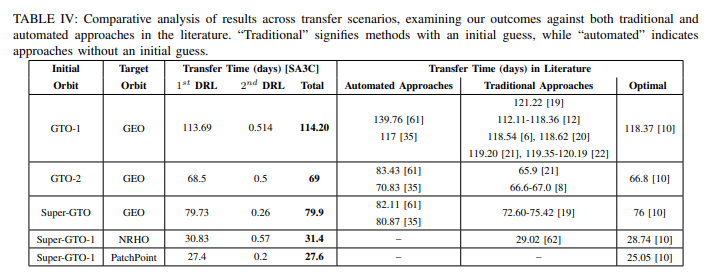 TABLE IV: Comparative analysis of results across transfer scenarios, examining our outcomes against both traditional and
automated approaches in the literature. “Traditional” signifies methods with an initial guess, while “automated” indicates
approaches without an initial guess.
Initial Target Transfer Time (days) [SA3C] Transfer Time (days) in Literature
Orbit Orbit 1st DRL 2nd DRL Total Automated Approaches Traditional Approaches Optimal
121.22 [19]
139.76 [61] 112.11-118.36 [12]
GTO-1 GEO 113.69 0.514 114.20 118.37 [10]
117 [35] 118.54 [6], 118.62 [20]
119.20 [21], 119.35-120.19 [22]
83.43 [61] 65.9 [21]
GTO-2 GEO 68.5 0.5 69 66.8 [10]
70.83 [35] 66.6-67.0 [8]
82.11 [61]
Super-GTO GEO 79.73 0.26 79.9 72.60-75.42 [19] 76 [10]
80.87 [35]
Super-GTO-1 NRHO 30.83 0.57 31.4 – 29.02 [62] 28.74 [10]
Super-GTO-1 PatchPoint 27.4 0.2 27.6 – – 25.05 [10]